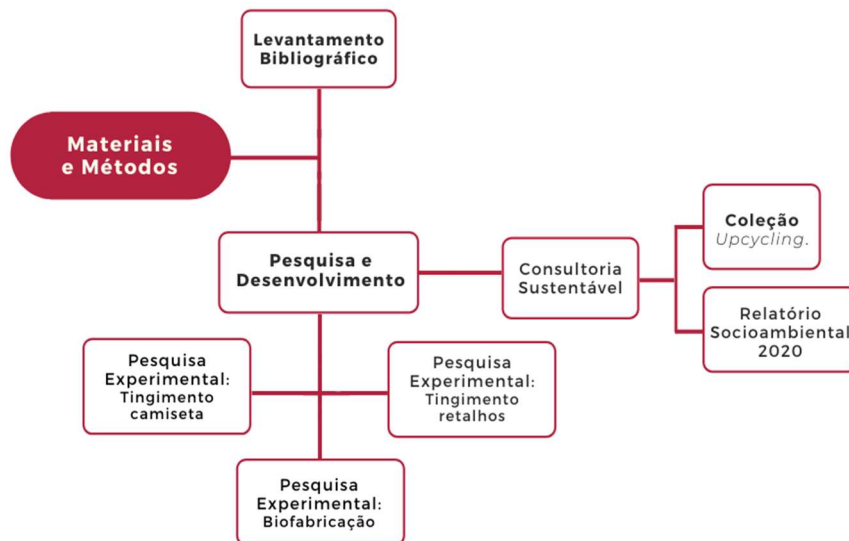 Levantamento
Bibliográfico
Materiais
e Métodos
Pesquisa e
Desenvolvimento
Consultoria
Sustentável
Coleção
Upcycling.
Relatório
Socioambiental
2020
Pesquisa
Experimental:
Tingimento
camiseta
Pesquisa
Experimental:
Tingimento
retalhos
Pesquisa
Experimental:
Biofabricação